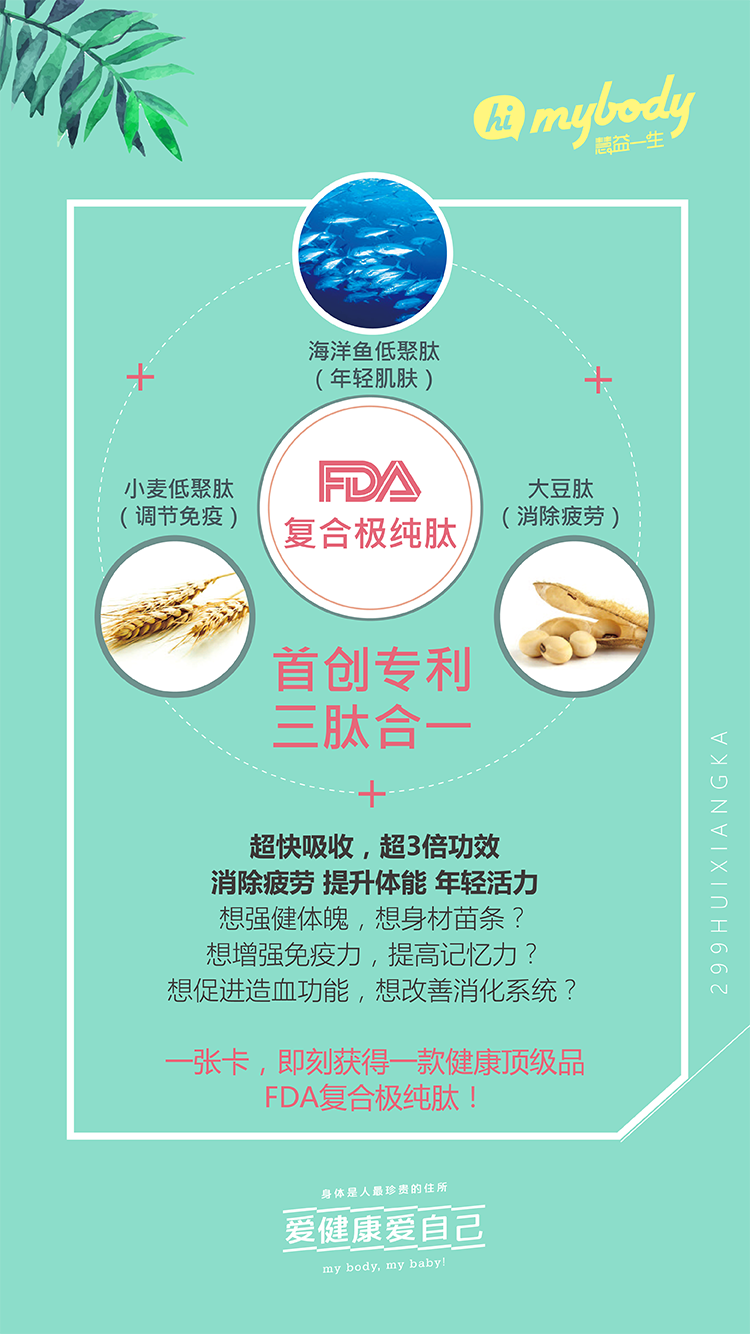 hi mybody
慧益一生
海洋鱼低聚肽
（年轻肌肤）
小麦低聚肽
（调节免疫）
FDA
复合极纯肽
大豆肽
（消除疲劳）
首创专利
三肽合一
超快吸收，超3倍功效
消除疲劳 提升体能 年轻活力
想强健体魄，想身材苗条？
想增强免疫力，提高记忆力？
想促进造血功能，想改善消化系统？
一张卡，即刻获得一款健康顶级品
FDA复合极纯肽！
299HUIXIANGKA
身体是人最珍贵的住所
爱健康爱自己
my body, my baby!